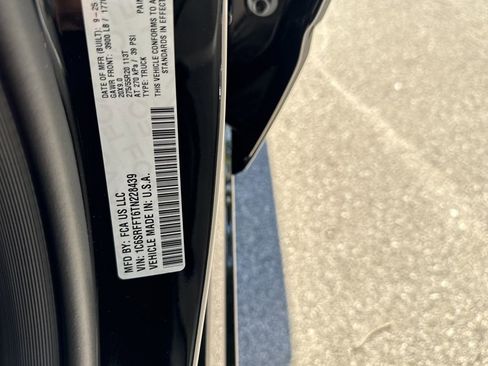 MFD BY: FCA US LLC
DATE OF MFR (BUILT): 9-25
GAWR FRONT: 3900 LB / 177
20X9.0
275/55R20 113T
AT 270 kPa / 39 PSI
PAIN
THIS VEHICLE CONFORMS TO A
STANDARDS IN EFFECT
TYPE: TRUCK
VIN: 1C6SRFFT6TN228439
VEHICLE MADE IN: U.S.A.